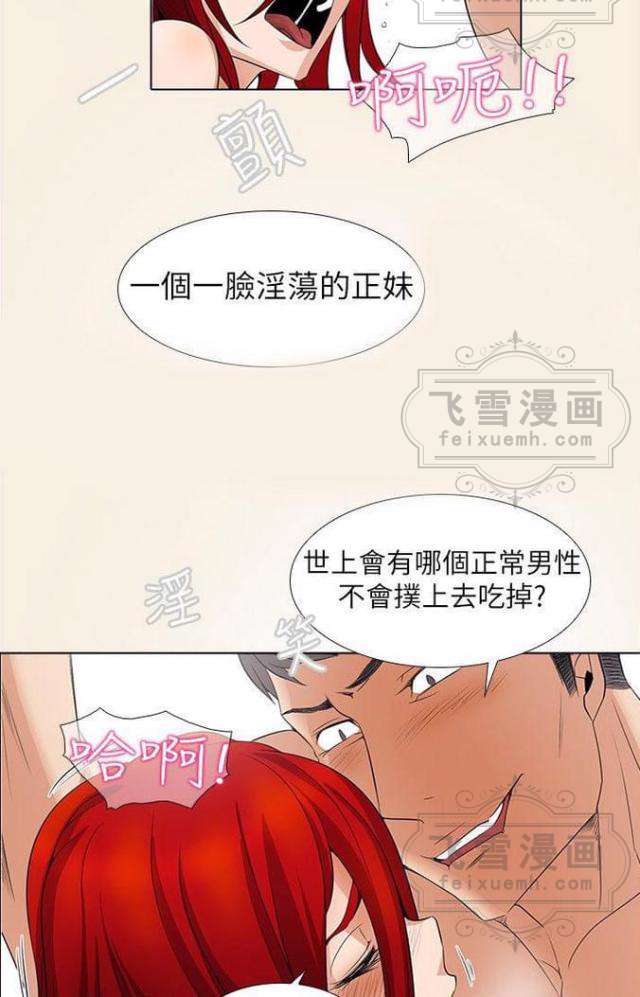 啊呃!!
一顫
一個一臉淫蕩的正妹
飞雪漫画
feixuemh.com
世上會有哪個正常男性
不會撲上去吃掉?
淫笑
哈啊!
飞雪漫画
feixuemh.com